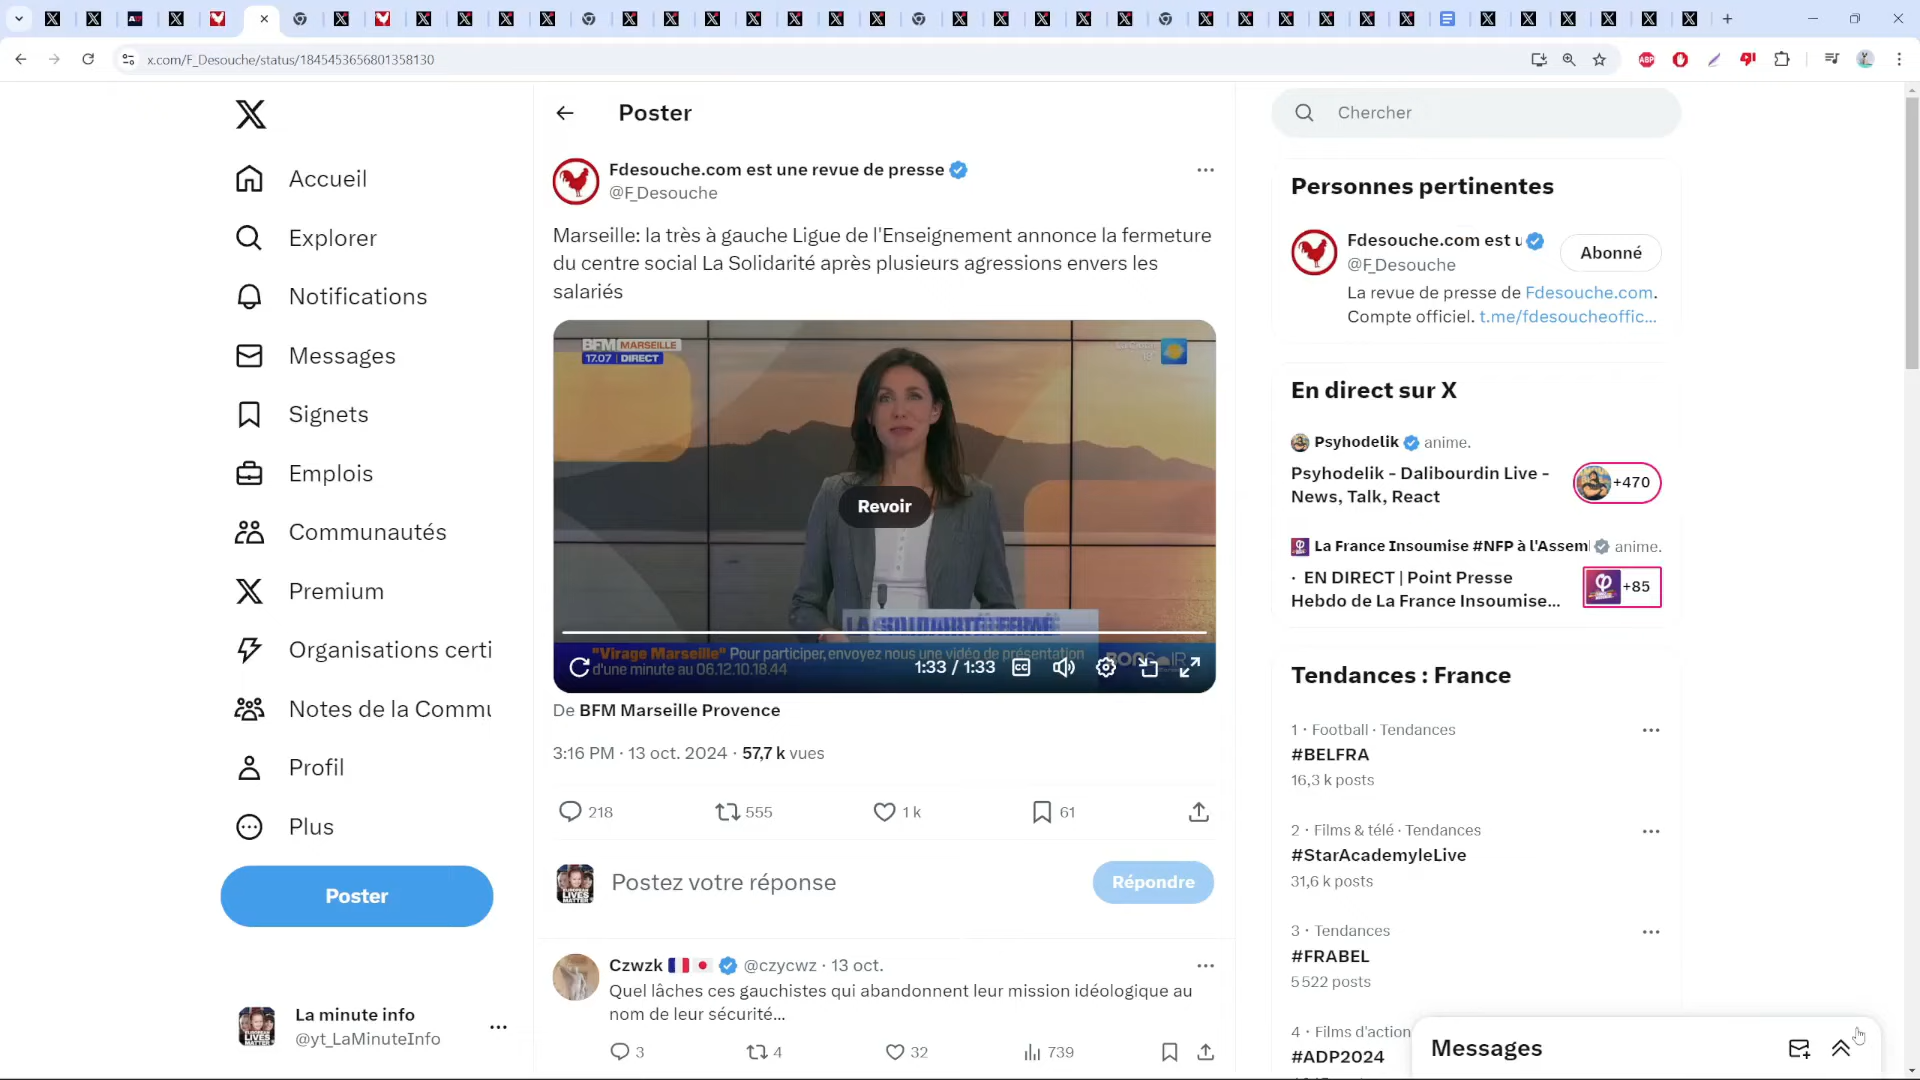 x.com/F_Desouche/status/1845453656801358130
ABP
Accueil
Explorer
Notifications
Messages
Signets
Emplois
Communautés
Premium
Organisations certi
Notes de la Commu
Profil
Plus
Poster
La minute info
@yt_LaMinuteInfo
Poster
Fdesouche.com est une revue de presse
@F_Desouche
Marseille: la très à gauche Ligue de l'Enseignement annonce la fermeture
du centre social La Solidarité après plusieurs agressions envers les
salariés
BFM MARSEILLE
17.07 | DIRECT
Revoir
"Virage Marseille" Pour participer, envoyez nous une vidéo de présentation
d'une minute au 06.12.10.18.44
1:33 / 1:33
CC
De BFM Marseille Provence
3:16 PM · 13 oct. 2024 · 57,7 k vues
218
555
1 k
61
EUROPEAN LIVES MATTER
Postez votre réponse
Répondre
Czwzk @czycwz · 13 oct.
Quel lâches ces gauchistes qui abandonnent leur mission idéologique au
nom de leur sécurité...
3
4
32
739
Chercher
Personnes pertinentes
Fdesouche.com est u
@F_Desouche
Abonné
La revue de presse de Fdesouche.com.
Compte officiel. t.me/fdesoucheoffic...
En direct sur X
Psyhodelik anime.
Psyhodelik - Dalibourdin Live -
News, Talk, React
+470
La France Insoumise #NFP à l'Assem anime.
· EN DIRECT | Point Presse
Hebdo de La France Insoumise...
+85
Tendances : France
1 · Football · Tendances
#BELFRA
16,3 k posts
2 · Films & télé · Tendances
#StarAcademyleLive
31,6 k posts
3 · Tendances
#FRABEL
5 522 posts
4 · Films d'action
#ADP2024
Messages